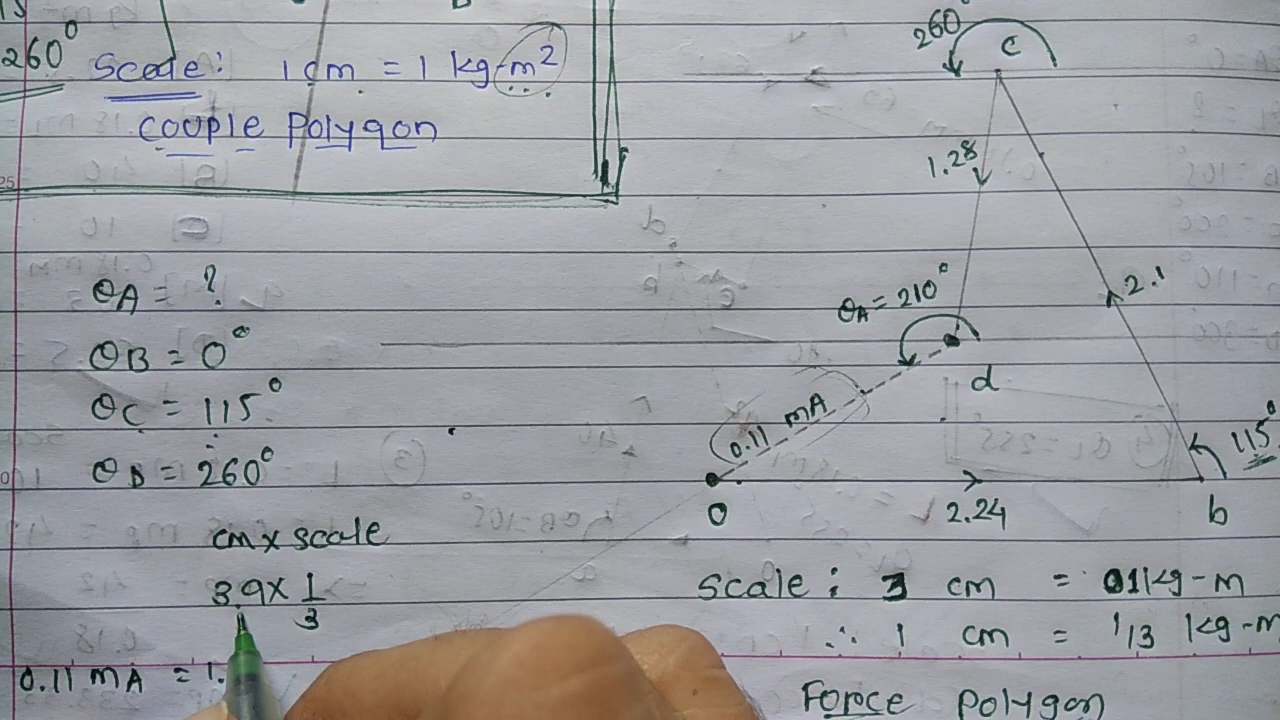 260°
Scale: 1 cm = 1 kg-m²
couple Polygon
θA = ?
θB = 0°
θC = 115°
θD = 260°
cm x scale
3.9 x 1/3
0.11 mA = 1.
260°
c
1.28
2.1
θA = 210°
d
0.11 mA
115°
O
2.24
b
Scale: 3 cm = 01 kg-m
∴ 1 cm = 1/3 kg-m
Force Polygon